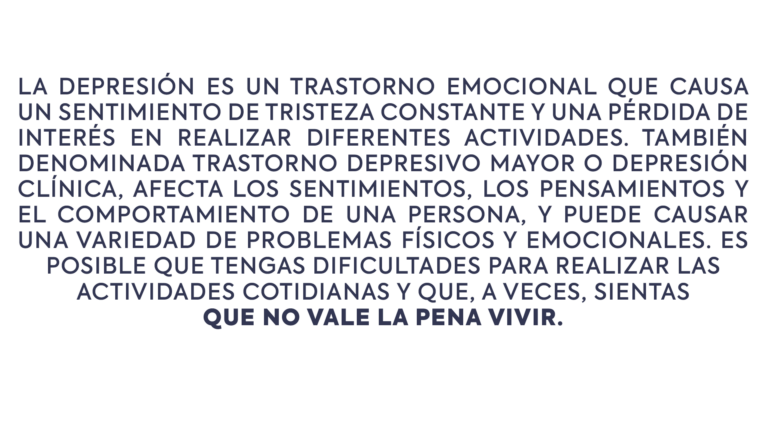 LA DEPRESIÓN ES UN TRASTORNO EMOCIONAL QUE CAUSA
UN SENTIMIENTO DE TRISTEZA CONSTANTE Y UNA PÉRDIDA DE
INTERÉS EN REALIZAR DIFERENTES ACTIVIDADES. TAMBIÉN
DENOMINADA TRASTORNO DEPRESIVO MAYOR O DEPRESIÓN
CLÍNICA, AFECTA LOS SENTIMIENTOS, LOS PENSAMIENTOS Y
EL COMPORTAMIENTO DE UNA PERSONA, Y PUEDE CAUSAR
UNA VARIEDAD DE PROBLEMAS FÍSICOS Y EMOCIONALES. ES
POSIBLE QUE TENGAS DIFICULTADES PARA REALIZAR LAS
ACTIVIDADES COTIDIANAS Y QUE, A VECES, SIENTAS
QUE NO VALE LA PENA VIVIR.